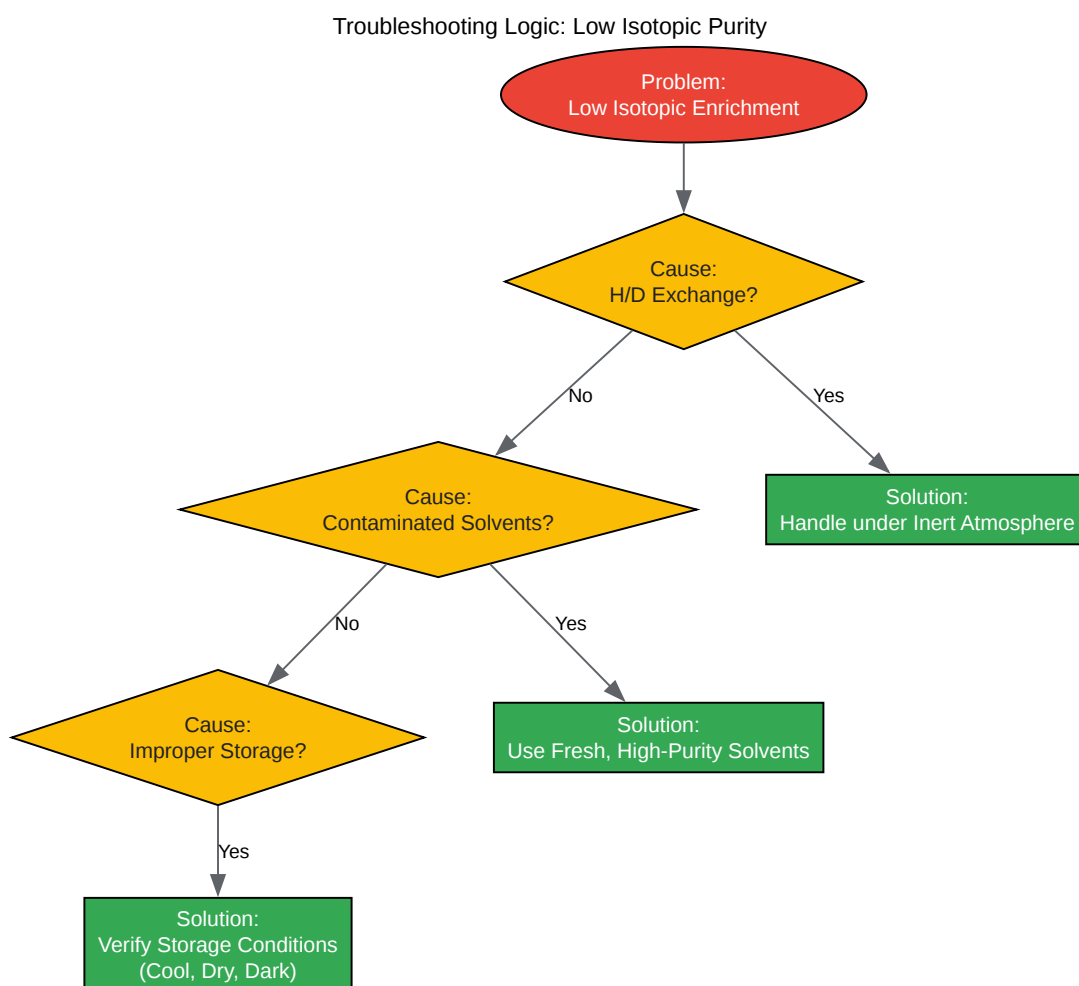 Troubleshooting Logic: Low Isotopic Purity
Problem:
Low Isotopic Enrichment
Cause:
H/D Exchange?
No
Yes
Cause:
Contaminated Solvents?
Solution:
Handle under Inert Atmosphere
No
Yes
Cause:
Improper Storage?
Solution:
Use Fresh, High-Purity Solvents
Yes
Solution:
Verify Storage Conditions
(Cool, Dry, Dark)